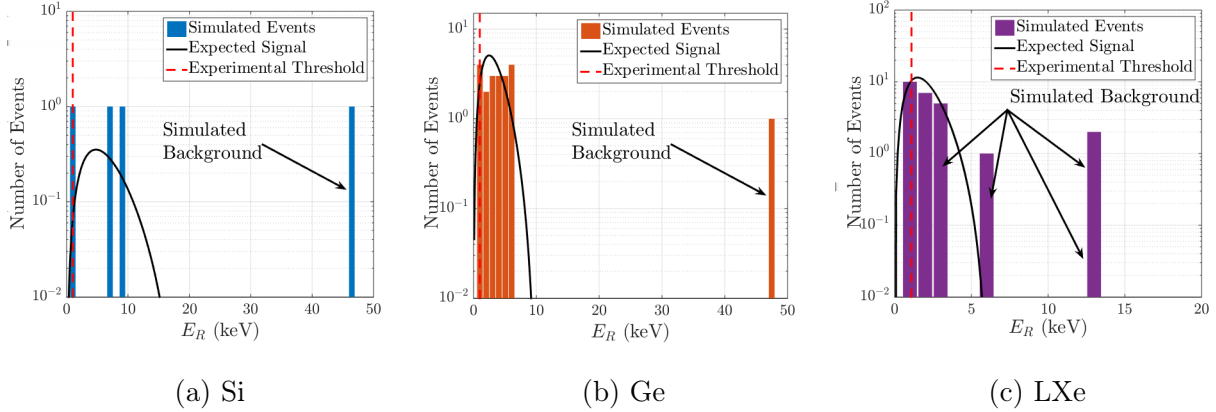 Simulated Events
Expected Signal
Experimental Threshold
Simulated
Background
Number of Events
10^1
10^0
10^-1
10^-2
0 10 20 30 40 50
E_R (keV)
(a) Si
Simulated Events
Expected Signal
Experimental Threshold
Simulated
Background
Number of Events
10^1
10^0
10^-1
10^-2
0 10 20 30 40 50
E_R (keV)
(b) Ge
Simulated Events
Expected Signal
Experimental Threshold
Simulated Background
Number of Events
10^2
10^1
10^0
10^-1
10^-2
0 5 10 15 20
E_R (keV)
(c) LXe